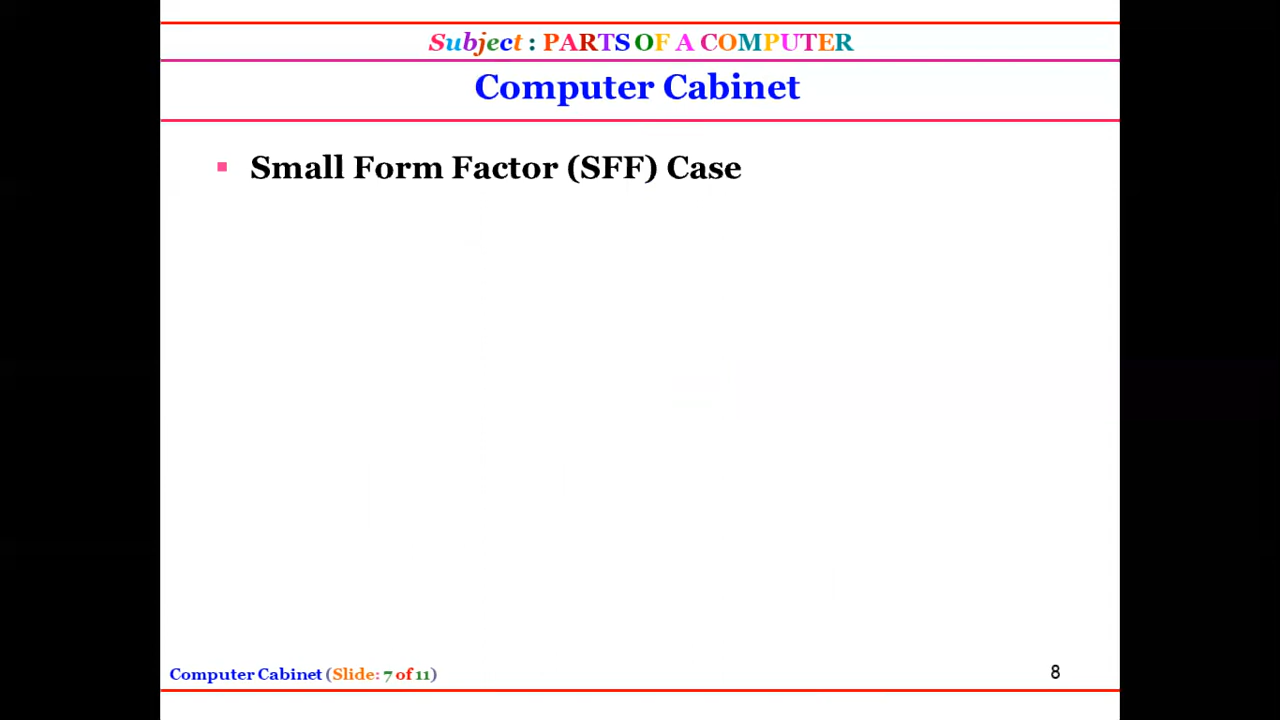 Subject : PARTS OF A COMPUTER
Computer Cabinet
▪ Small Form Factor (SFF) Case
Computer Cabinet (Slide: 7 of 11)
8